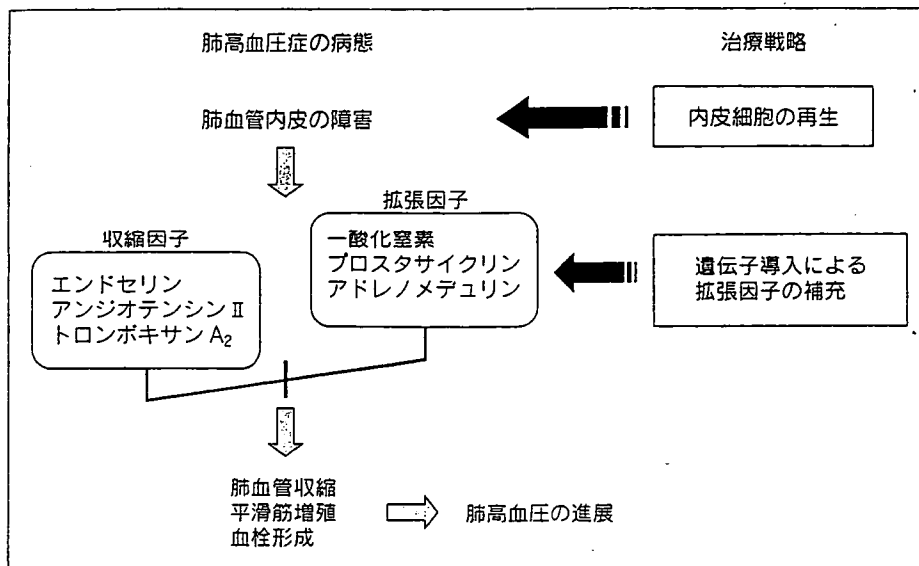 肺高血圧症の病態
治療戦略
肺血管内皮の障害
内皮細胞の再生
収縮因子
エンドセリン
アンジオテンシンⅡ
トロンボキサンA₂
拡張因子
一酸化窒素
プロスタサイクリン
アドレノメデュリン
遺伝子導入による
拡張因子の補充
肺血管収縮
平滑筋増殖
血栓形成
肺高血圧の進展